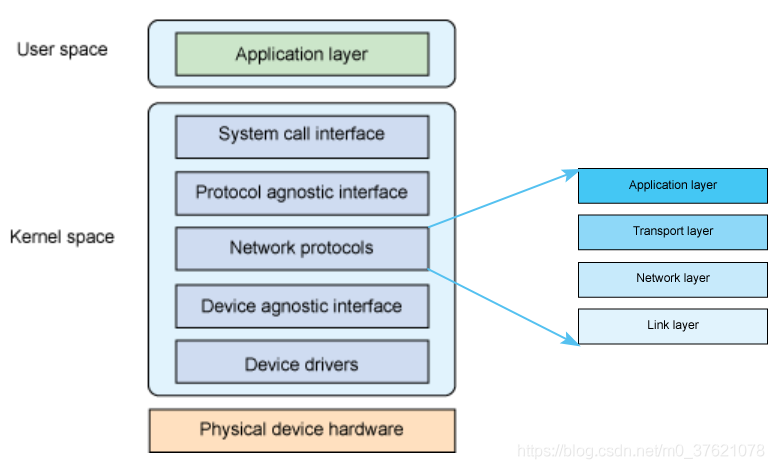 User space
Application layer
Kernel space
System call interface
Protocol agnostic interface
Network protocols
Device agnostic interface
Device drivers
Physical device hardware
Application layer
Transport layer
Network layer
Link layer
https://blog.csdn.net/m0_37621078